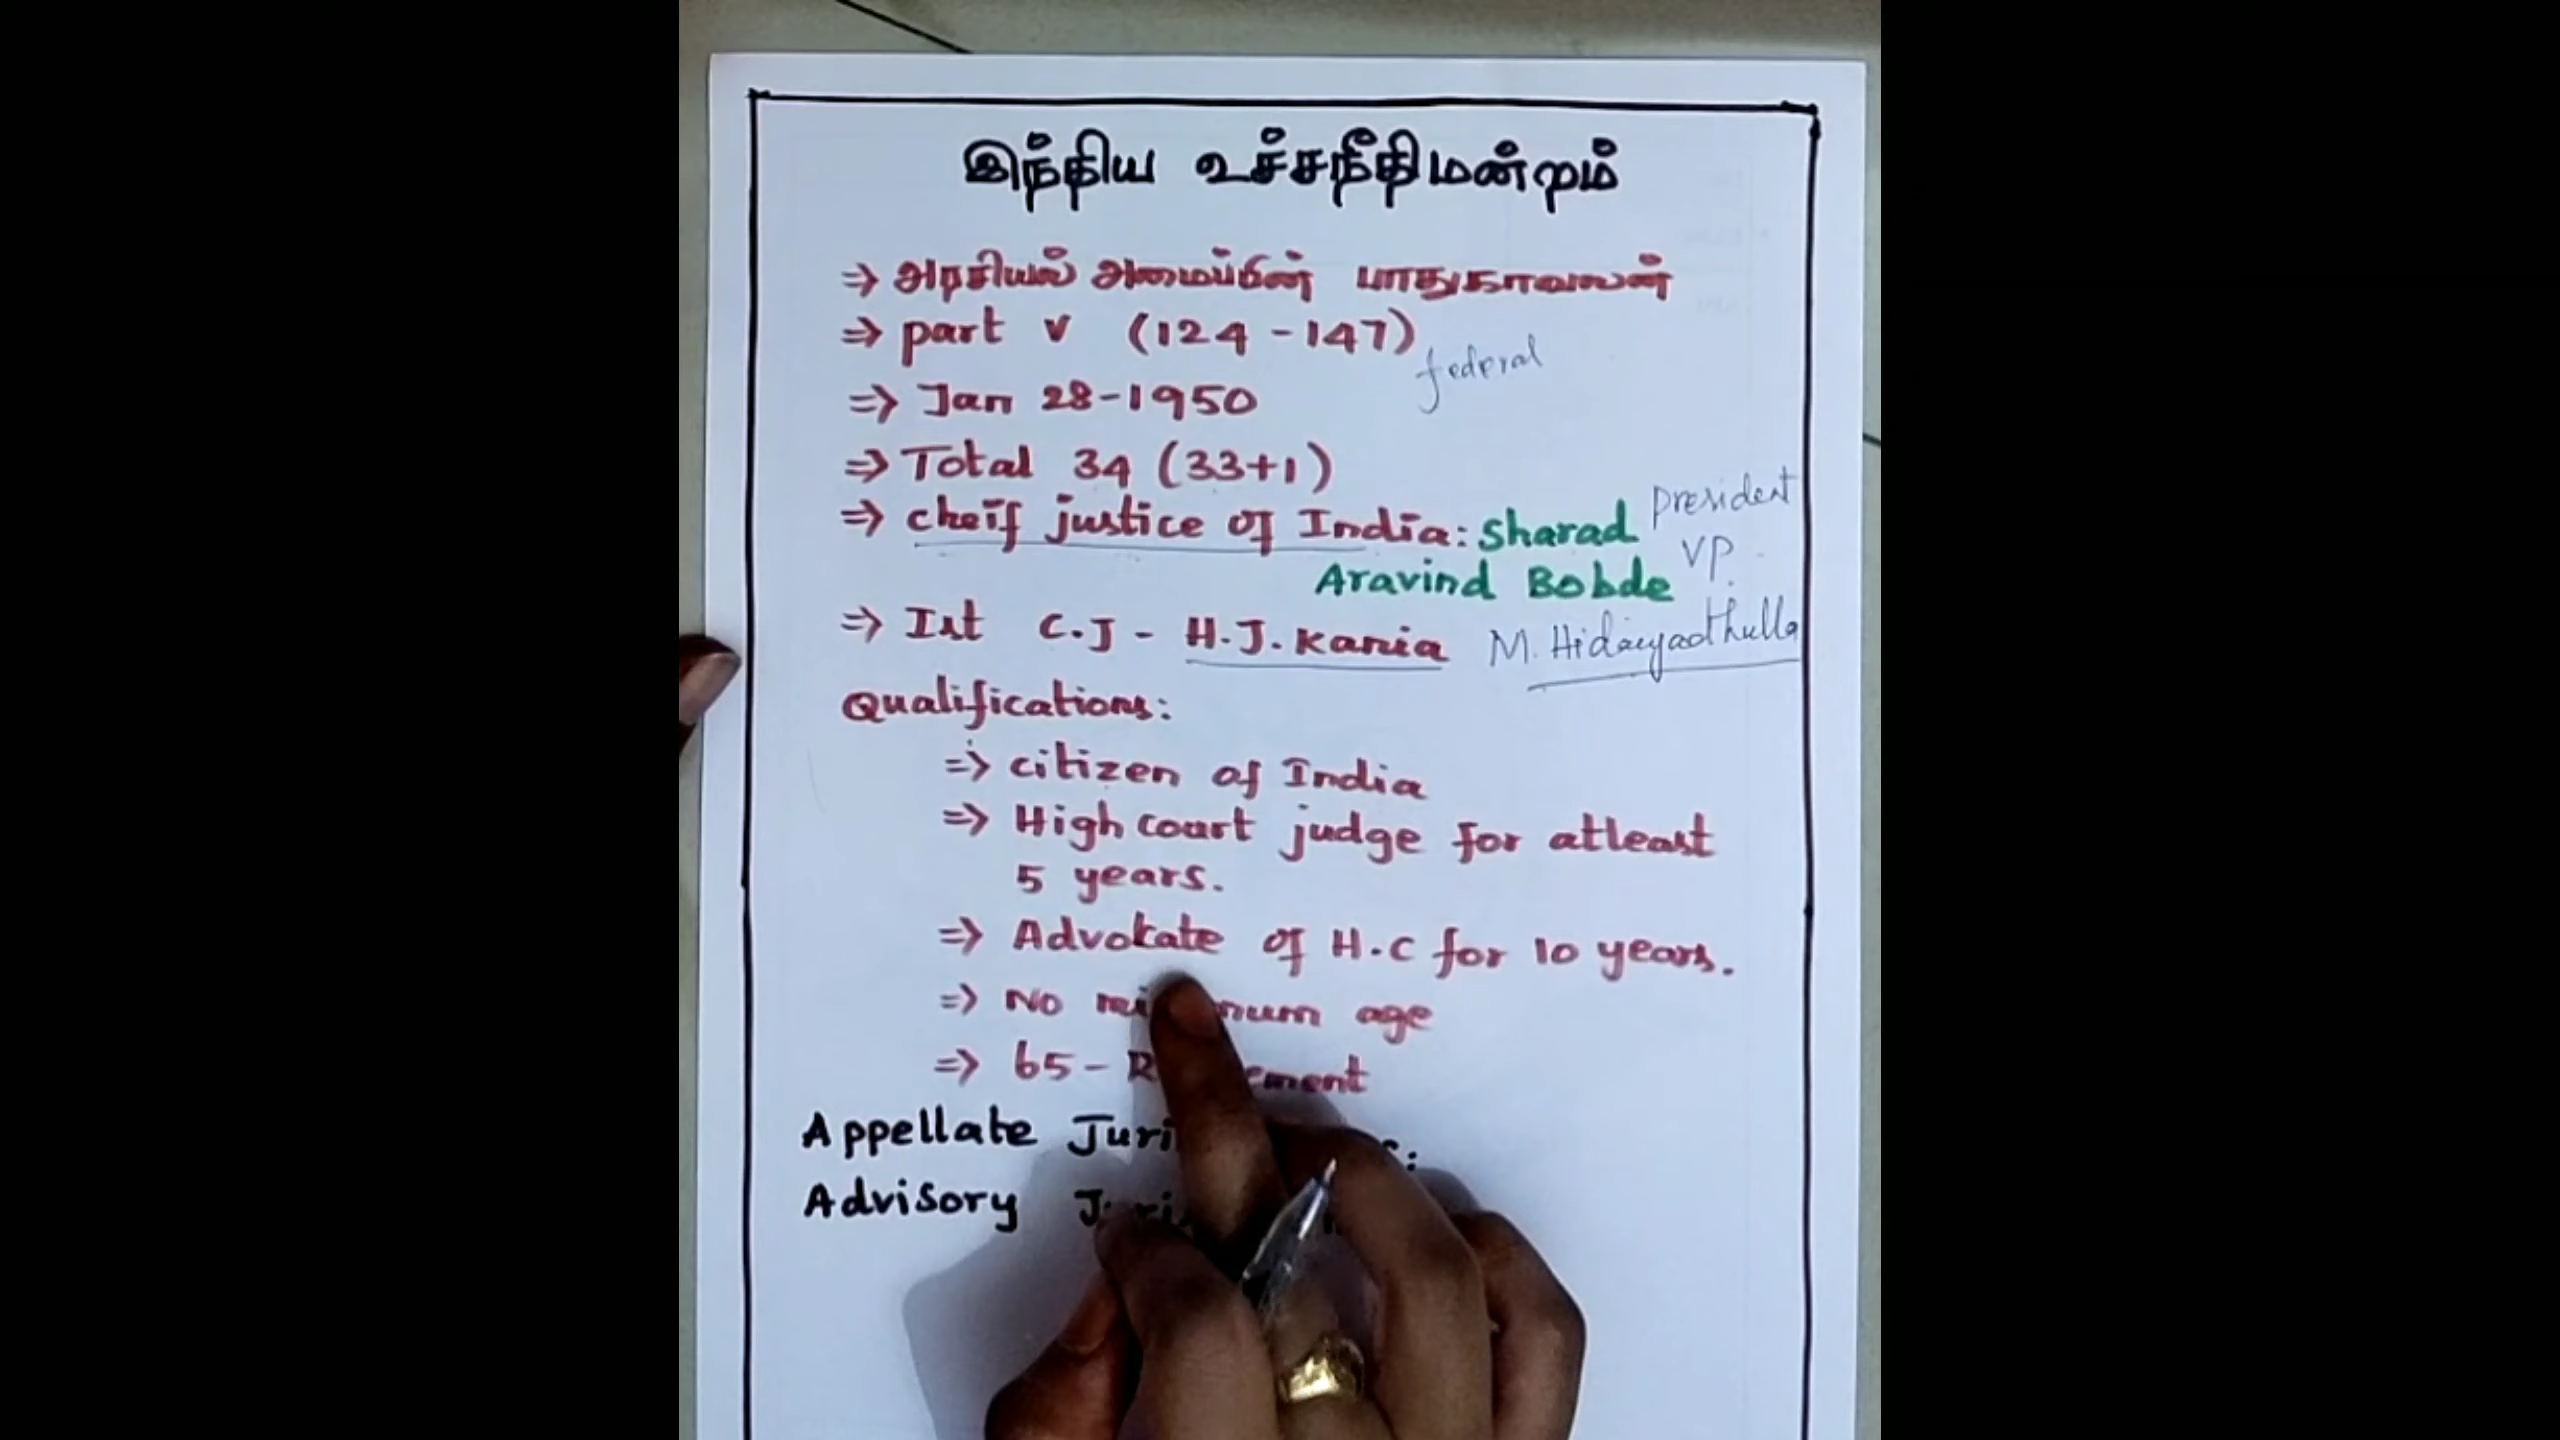 இந்திய உச்சநீதிமன்றம்
=> அரசியல் அமைப்பின் பாதுகாவலன்
=> part V (124 - 147)
federal
=> Jan 28-1950
=> Total 34 (33+1)
=> cheif justice of India: Sharad
President
Aravind Bobde
VP
=> Ist C.J - H.J. Kania
M. Hidaiyaothulla
Qualifications:
=> citizen of India
=> High court judge for atleast
5 years.
=> Advokate of H.C for 10 years.
=> No age
=> 65 -
Appellate
Advisory